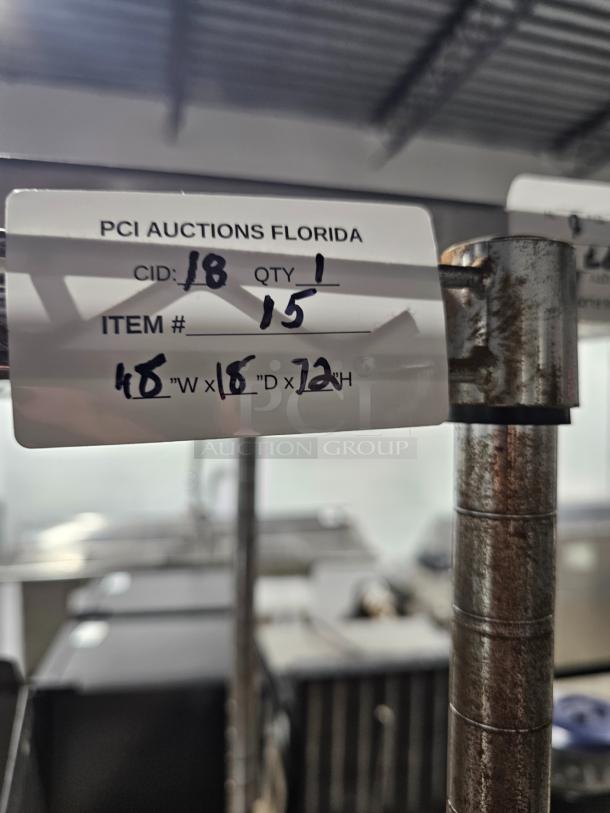 PCI AUCTIONS FLORIDA
CID: 18 QTY 1
ITEM # 15
48 "W x 18 "D x 72 "H
PCI
AUCTION GROUP